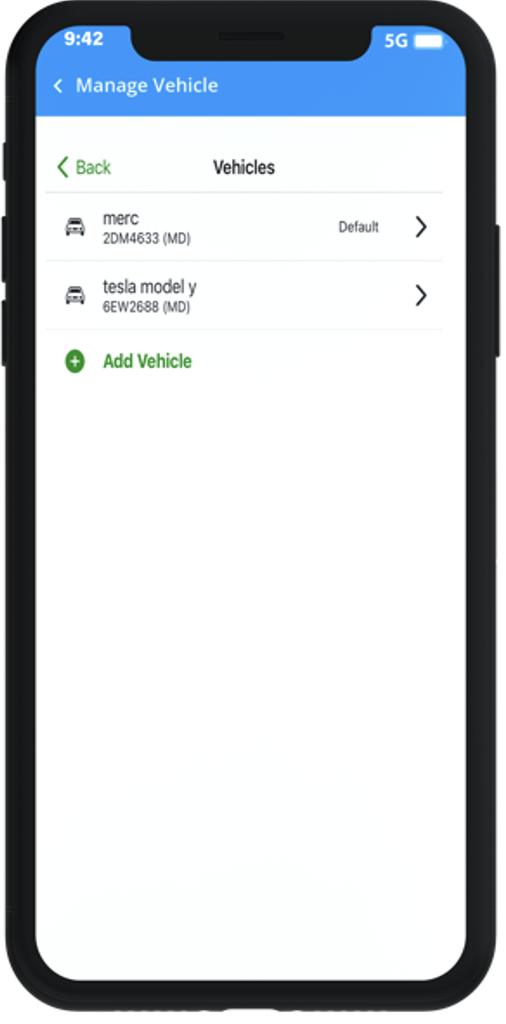 9:42 5G
Manage Vehicle
Back Vehicles
merc
2DM4633 (MD)
Default
tesla model y
6EW2688 (MD)
Add Vehicle